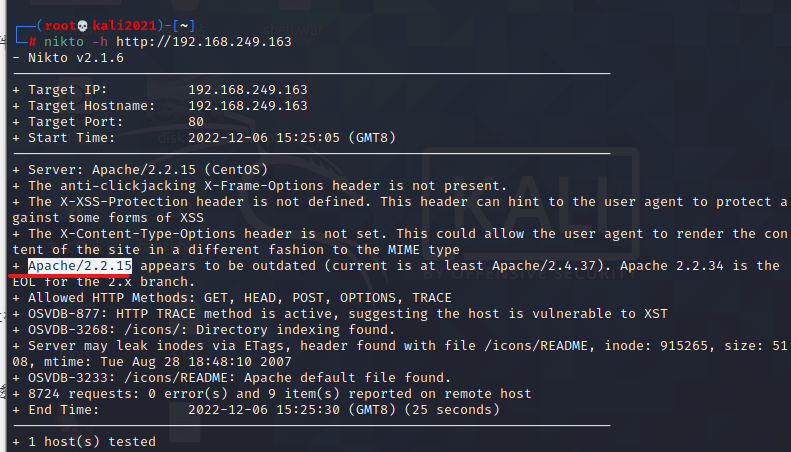 (root💀kali2021)-[~]
# nikto -h http://192.168.249.163
- Nikto v2.1.6
+ Target IP: 192.168.249.163
+ Target Hostname: 192.168.249.163
+ Target Port: 80
+ Start Time: 2022-12-06 15:25:05 (GMT8)
+ Server: Apache/2.2.15 (CentOS)
+ The anti-clickjacking X-Frame-Options header is not present.
+ The X-XSS-Protection header is not defined. This header can hint to the user agent to protect a
gainst some forms of XSS
+ The X-Content-Type-Options header is not set. This could allow the user agent to render the con
tent of the site in a different fashion to the MIME type
+ Apache/2.2.15 appears to be outdated (current is at least Apache/2.4.37). Apache 2.2.34 is the
EOL for the 2.x branch.
+ Allowed HTTP Methods: GET, HEAD, POST, OPTIONS, TRACE
+ OSVDB-877: HTTP TRACE method is active, suggesting the host is vulnerable to XST
+ OSVDB-3268: /icons/: Directory indexing found.
+ Server may leak inodes via ETags, header found with file /icons/README, inode: 915265, size: 51
08, mtime: Tue Aug 28 18:48:10 2007
+ OSVDB-3233: /icons/README: Apache default file found.
+ 8724 requests: 0 error(s) and 9 item(s) reported on remote host
+ End Time: 2022-12-06 15:25:30 (GMT8) (25 seconds)
+ 1 host(s) tested
KALI
BY OFFENSIVE SECURITY